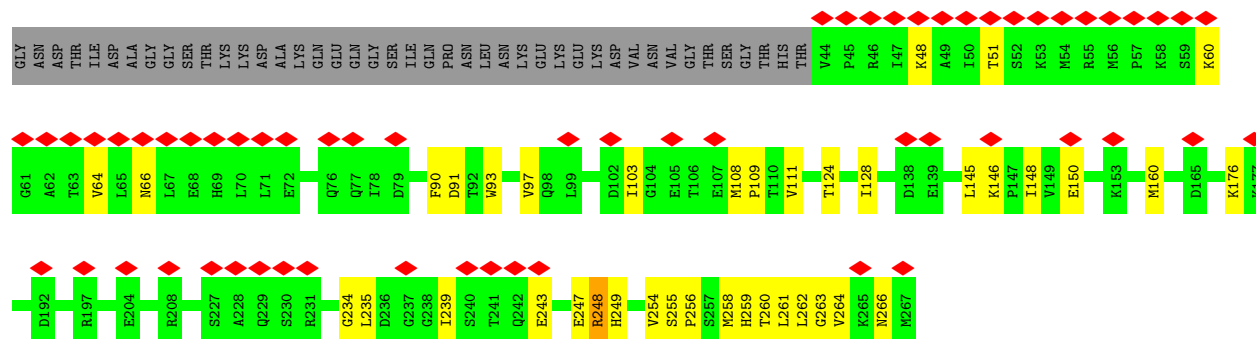 GLY ASN ASP THR ILE ASP ALA GLY GLY SER THR LYS LYS ASP ALA LYS GLN GLU GLN GLY SER ILE GLN PRO ASN LEU ASN LYS GLU LYS GLU LYS ASP VAL ASN VAL GLY THR SER GLY THR HIS THR V44 P45 R46 I47 K48 A49 I50 T51 S52 K53 M54 R55 M56 P57 K58 S59 K60
G61 A62 T63 V64 L65 N66 L67 E68 H69 L70 L71 E72 Q76 Q77 I78 D79 F90 D91 T92 W93 V97 Q98 L99 D102 I103 G104 E105 T106 E107 M108 P109 T110 V111 T124 I128 D138 E139 L145 K146 P147 I148 V149 E150 K153 M160 D165 K176
D192 R197 E204 R208 S227 A228 Q229 S230 R231 G234 L235 D236 G237 G238 I239 S240 T241 Q242 E243 E247 R248 H249 V254 S255 P256 S257 M258 H259 T260 L261 L262 G263 V264 K265 N266 M267